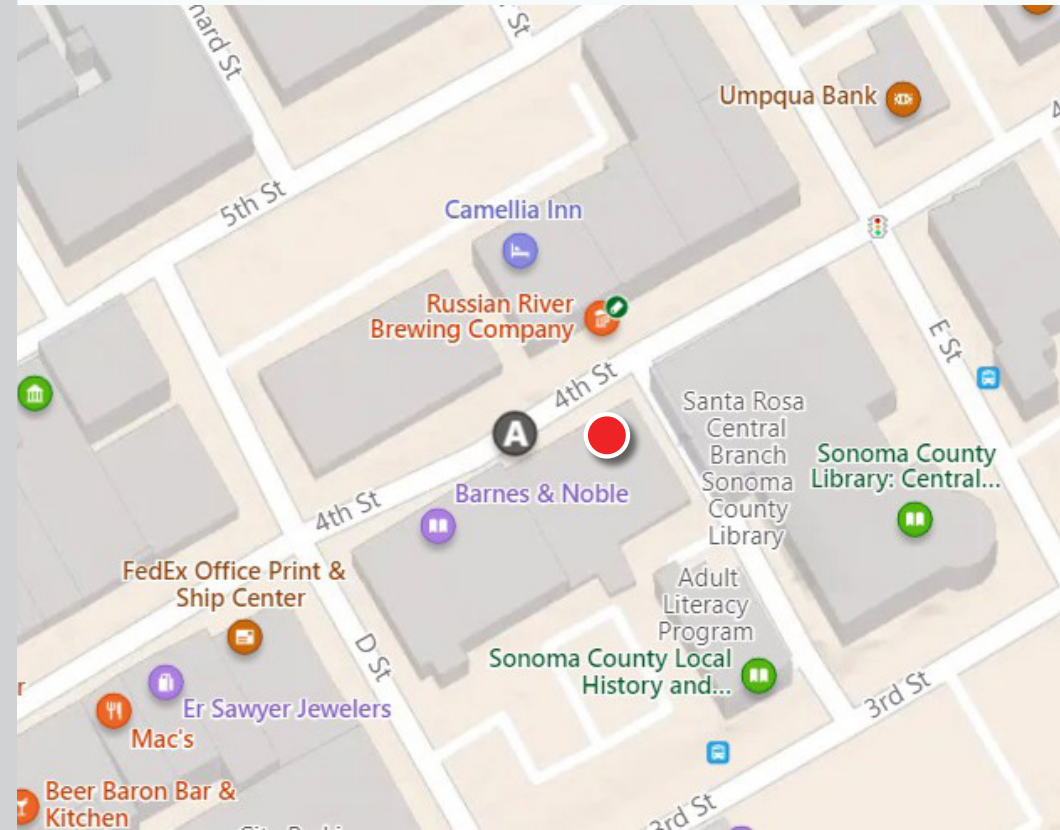 nard St
St
Umpqua Bank
5th St
Camellia Inn
Russian River
Brewing Company
E St
4th St
A
Santa Rosa
Central
Branch
Sonoma
County
Library
Sonoma County
Library: Central...
Barnes & Noble
4th St
FedEx Office Print &
Ship Center
Adult
Literacy
Program
D St
Sonoma County Local
History and...
3rd St
r
Er Sawyer Jewelers
Mac's
Beer Baron Bar &
Kitchen
3rd St